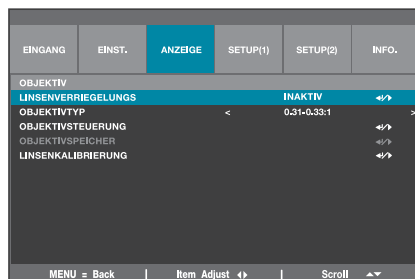 EINGANG EINST. ANZEIGE SETUP(1) SETUP(2) INFO.
OBJEKTIV
LINSENVERRIEGELUNGS INAKTIV
OBJEKTIVTYP < 0.31-0.33:1 >
OBJEKTIVSTEUERUNG
OBJEKTIVSPEICHER
LINSENKALIBRIERUNG
MENU = Back | Item Adjust | Scroll